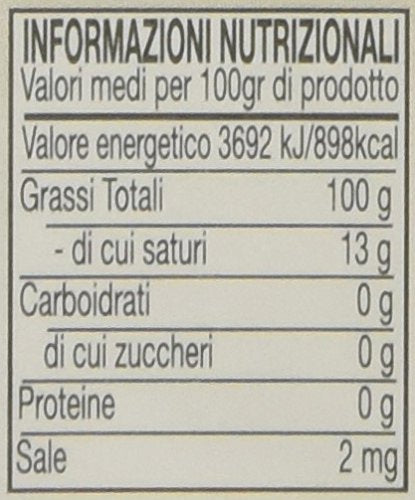 INFORMAZIONI NUTRIZIONALI
Valori medi per 100gr di prodotto
Valore energetico 3692 kJ/898kcal
Grassi Totali 100 g
- di cui saturi 13 g
Carboidrati 0 g
di cui zuccheri 0 g
Proteine 0 g
Sale 2 mg